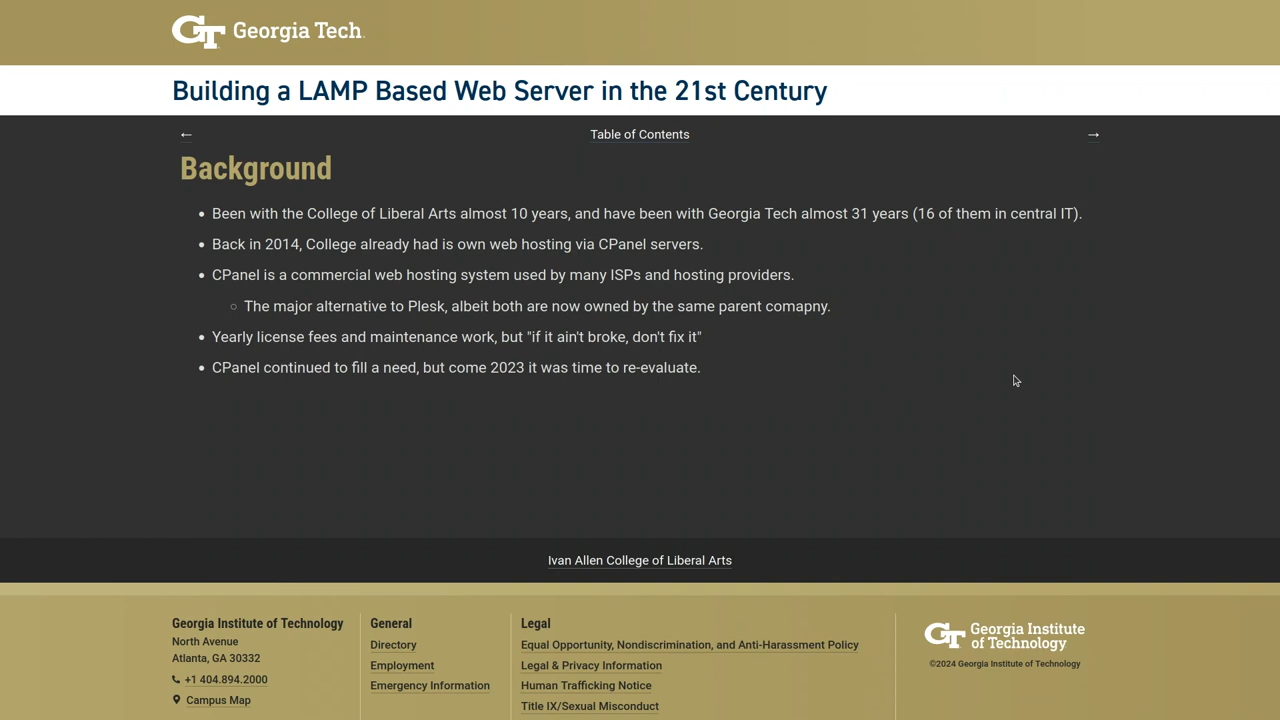 GT Georgia Tech.
Building a LAMP Based Web Server in the 21st Century
← Table of Contents →
Background
• Been with the College of Liberal Arts almost 10 years, and have been with Georgia Tech almost 31 years (16 of them in central IT).
• Back in 2014, College already had is own web hosting via CPanel servers.
• CPanel is a commercial web hosting system used by many ISPs and hosting providers.
○ The major alternative to Plesk, albeit both are now owned by the same parent comapny.
• Yearly license fees and maintenance work, but "if it ain't broke, don't fix it"
• CPanel continued to fill a need, but come 2023 it was time to re-evaluate.
Ivan Allen College of Liberal Arts
Georgia Institute of Technology
North Avenue
Atlanta, GA 30332
+1 404.894.2000
Campus Map
General
Directory
Employment
Emergency Information
Legal
Equal Opportunity, Nondiscrimination, and Anti-Harassment Policy
Legal & Privacy Information
Human Trafficking Notice
Title IX/Sexual Misconduct
GT Georgia Institute
of Technology
©2024 Georgia Institute of Technology